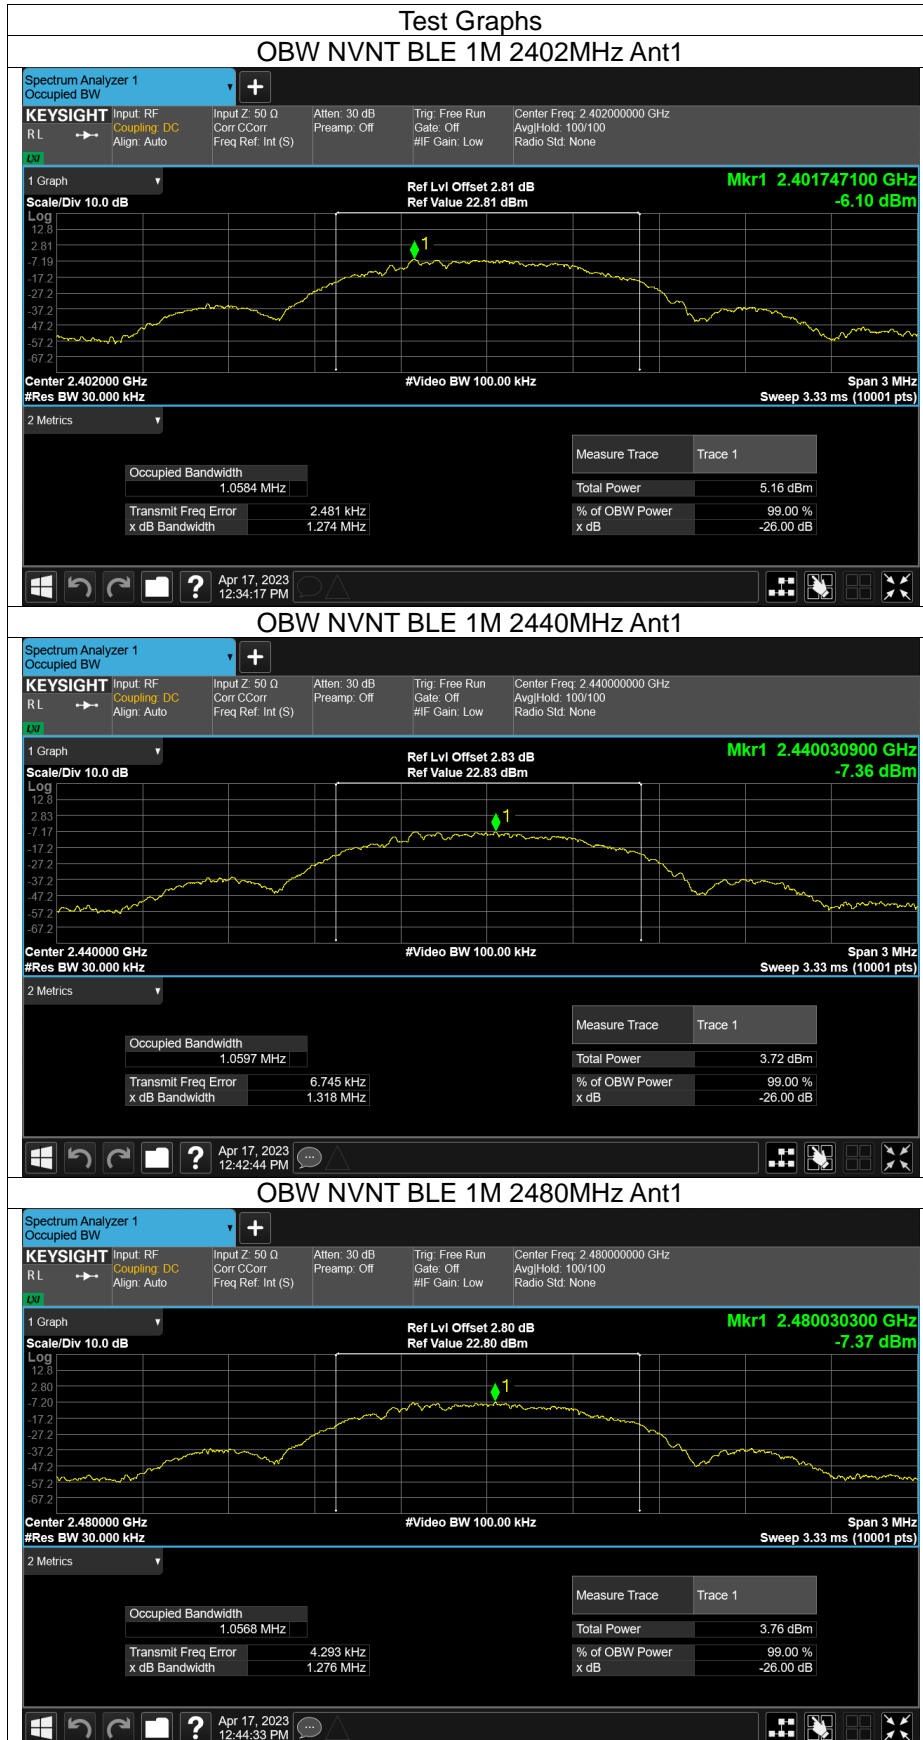 Test Graphs
OBW NVNT BLE 1M 2402MHz Ant1
Spectrum Analyzer 1
Occupied BW
KEYSIGHT Input: RF Input Z: 50 Ω Atten: 30 dB Trig: Free Run Center Freq: 2.402000000 GHz
RL Coupling: DC Corr CCorr Preamp: Off Gate: Off Avg|Hold: 100/100
Align: Auto Freq Ref: Int (S) #IF Gain: Low Radio Std: None
LXI
1 Graph Ref Lvl Offset 2.81 dB Mkr1 2.401747100 GHz
Scale/Div 10.0 dB Ref Value 22.81 dBm -6.10 dBm
Log
12.8
2.81
1
-7.19
-17.2
-27.2
-37.2
-47.2
-57.2
-67.2
Center 2.402000 GHz #Video BW 100.00 kHz Span 3 MHz
#Res BW 30.000 kHz Sweep 3.33 ms (10001 pts)
2 Metrics
Measure Trace Trace 1
Occupied Bandwidth
1.0584 MHz Total Power 5.16 dBm
Transmit Freq Error 2.481 kHz % of OBW Power 99.00 %
x dB Bandwidth 1.274 MHz x dB -26.00 dB
? Apr 17, 2023
12:34:17 PM
OBW NVNT BLE 1M 2440MHz Ant1
Spectrum Analyzer 1
Occupied BW
KEYSIGHT Input: RF Input Z: 50 Ω Atten: 30 dB Trig: Free Run Center Freq: 2.440000000 GHz
RL Coupling: DC Corr CCorr Preamp: Off Gate: Off Avg|Hold: 100/100
Align: Auto Freq Ref: Int (S) #IF Gain: Low Radio Std: None
LXI
1 Graph Ref Lvl Offset 2.83 dB Mkr1 2.440030900 GHz
Scale/Div 10.0 dB Ref Value 22.83 dBm -7.36 dBm
Log
12.8
2.83
1
-7.17
-17.2
-27.2
-37.2
-47.2
-57.2
-67.2
Center 2.440000 GHz #Video BW 100.00 kHz Span 3 MHz
#Res BW 30.000 kHz Sweep 3.33 ms (10001 pts)
2 Metrics
Measure Trace Trace 1
Occupied Bandwidth
1.0597 MHz Total Power 3.72 dBm
Transmit Freq Error 6.745 kHz % of OBW Power 99.00 %
x dB Bandwidth 1.318 MHz x dB -26.00 dB
? Apr 17, 2023
12:42:44 PM
OBW NVNT BLE 1M 2480MHz Ant1
Spectrum Analyzer 1
Occupied BW
KEYSIGHT Input: RF Input Z: 50 Ω Atten: 30 dB Trig: Free Run Center Freq: 2.480000000 GHz
RL Coupling: DC Corr CCorr Preamp: Off Gate: Off Avg|Hold: 100/100
Align: Auto Freq Ref: Int (S) #IF Gain: Low Radio Std: None
LXI
1 Graph Ref Lvl Offset 2.80 dB Mkr1 2.480030300 GHz
Scale/Div 10.0 dB Ref Value 22.80 dBm -7.37 dBm
Log
12.8
2.80
1
-7.20
-17.2
-27.2
-37.2
-47.2
-57.2
-67.2
Center 2.480000 GHz #Video BW 100.00 kHz Span 3 MHz
#Res BW 30.000 kHz Sweep 3.33 ms (10001 pts)
2 Metrics
Measure Trace Trace 1
Occupied Bandwidth
1.0568 MHz Total Power 3.76 dBm
Transmit Freq Error 4.293 kHz % of OBW Power 99.00 %
x dB Bandwidth 1.276 MHz x dB -26.00 dB
? Apr 17, 2023
12:44:33 PM